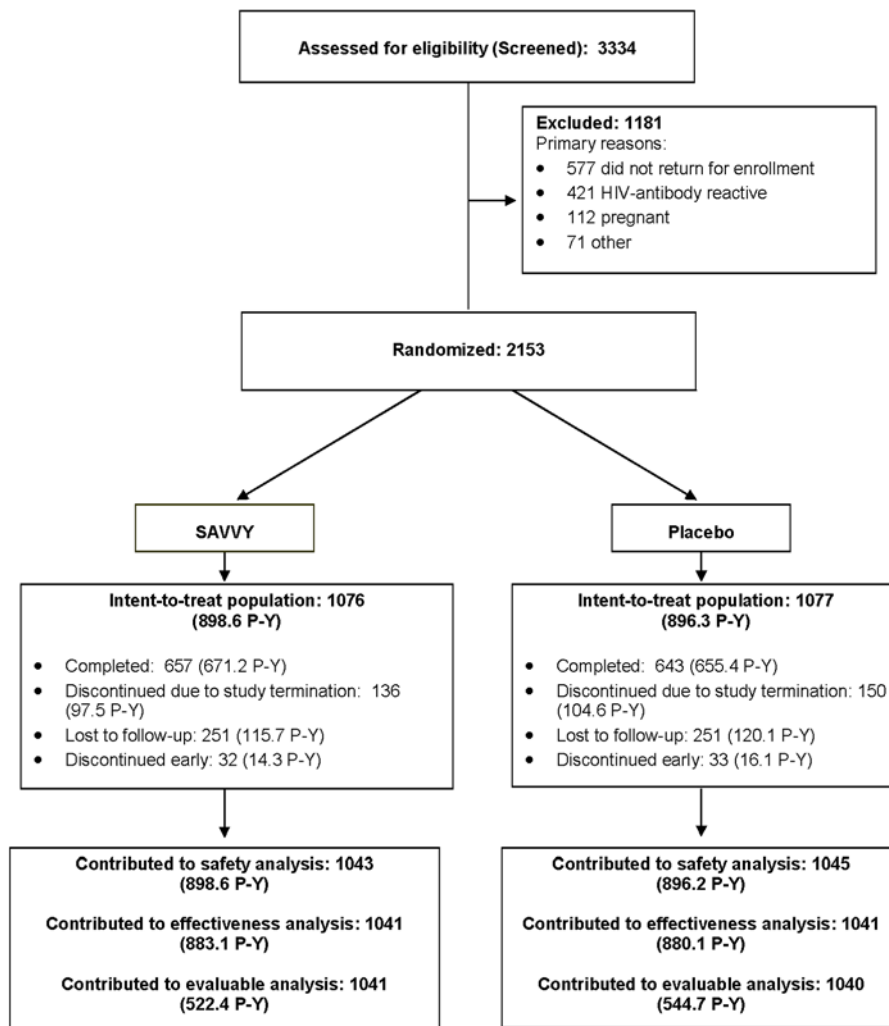 Assessed for eligibility (Screened): 3334
Excluded: 1181
Primary reasons:
• 577 did not return for enrollment
• 421 HIV-antibody reactive
• 112 pregnant
• 71 other
Randomized: 2153
SAVVY
Placebo
Intent-to-treat population: 1076
(898.6 P-Y)
• Completed: 657 (671.2 P-Y)
• Discontinued due to study termination: 136
(97.5 P-Y)
• Lost to follow-up: 251 (115.7 P-Y)
• Discontinued early: 32 (14.3 P-Y)
Intent-to-treat population: 1077
(896.3 P-Y)
• Completed: 643 (655.4 P-Y)
• Discontinued due to study termination: 150
(104.6 P-Y)
• Lost to follow-up: 251 (120.1 P-Y)
• Discontinued early: 33 (16.1 P-Y)
Contributed to safety analysis: 1043
(898.6 P-Y)
Contributed to effectiveness analysis: 1041
(883.1 P-Y)
Contributed to evaluable analysis: 1041
(522.4 P-Y)
Contributed to safety analysis: 1045
(896.2 P-Y)
Contributed to effectiveness analysis: 1041
(880.1 P-Y)
Contributed to evaluable analysis: 1040
(544.7 P-Y)